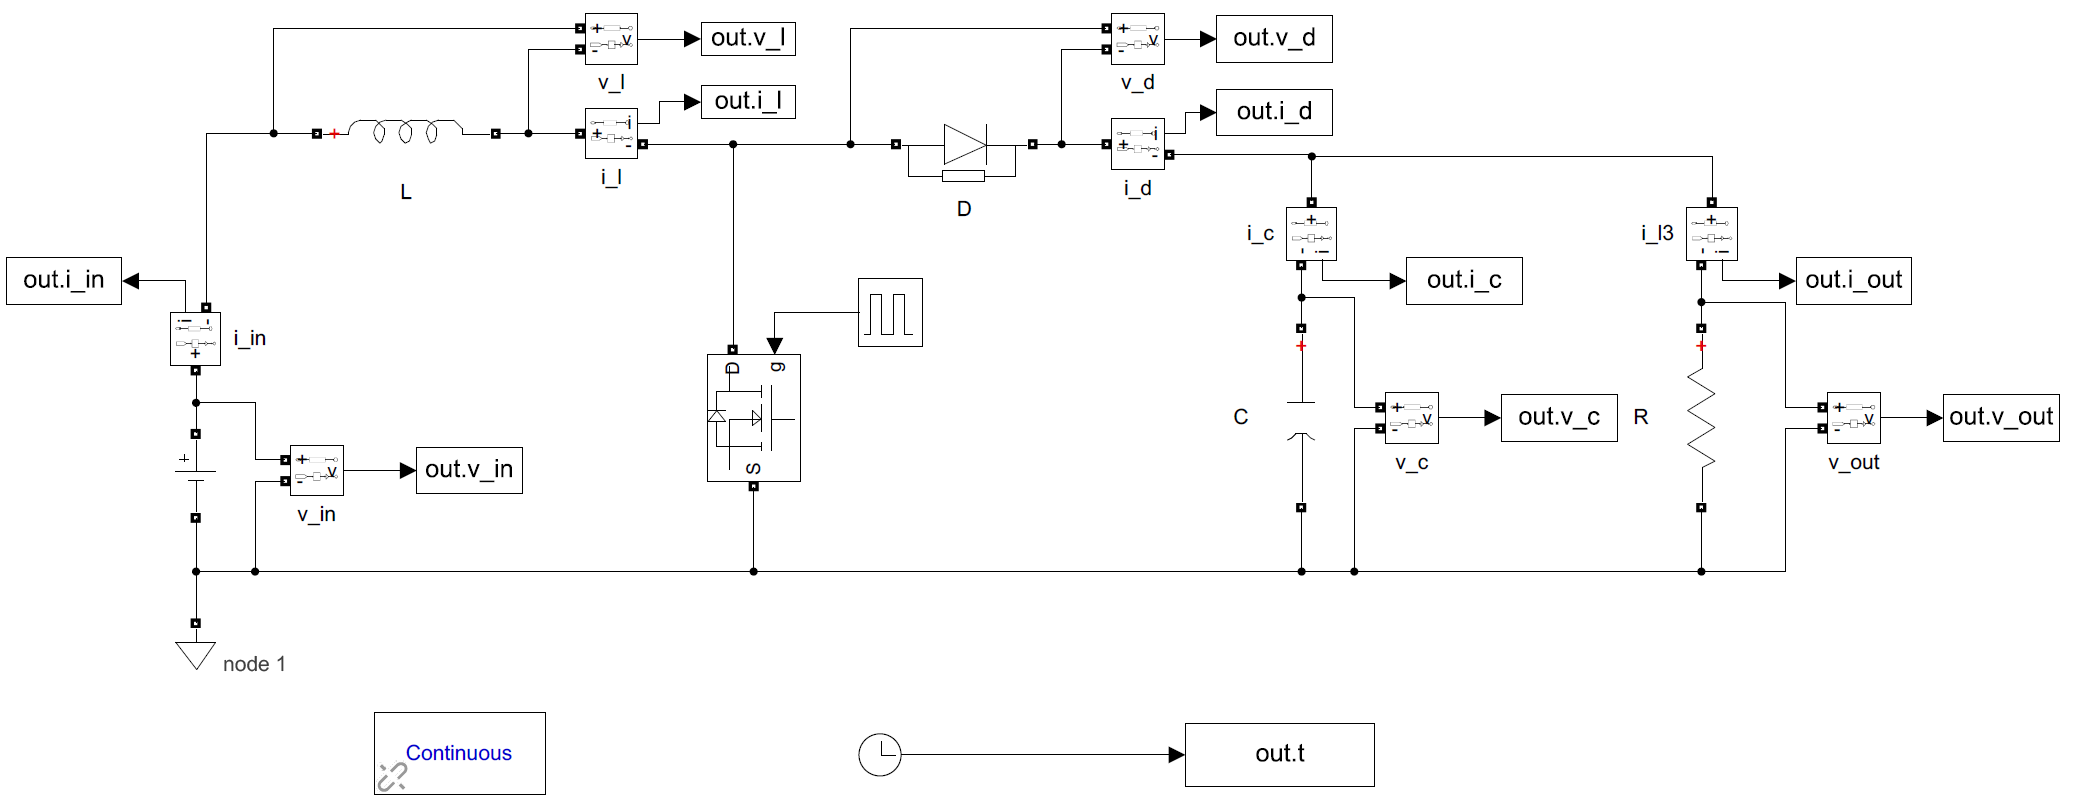 out.v_l
v_l
out.i_l
i_l
L
out.v_d
v_d
out.i_d
i_d
D
out.i_in
i_in
out.v_in
v_in
D
g
S
i_c
out.i_c
C
out.v_c
v_c
i_l3
out.i_out
R
out.v_out
v_out
node 1
Continuous
out.t